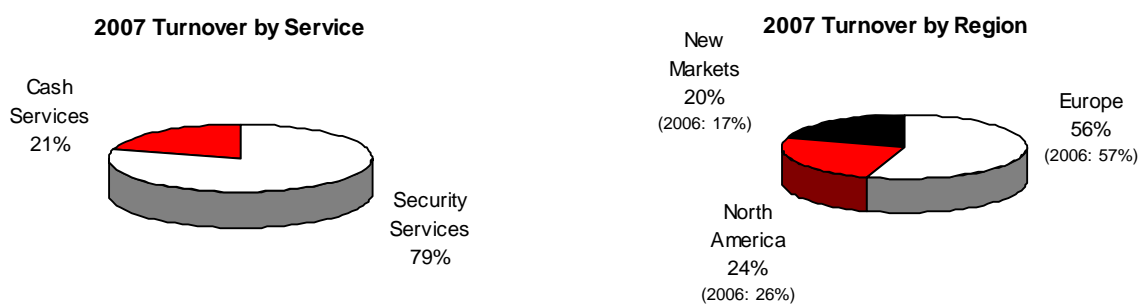 2007 Turnover by Service
Cash
Services
21%
Security
Services
79%
2007 Turnover by Region
New
Markets
20%
(2006: 17%)
Europe
56%
(2006: 57%)
North
America
24%
(2006: 26%)